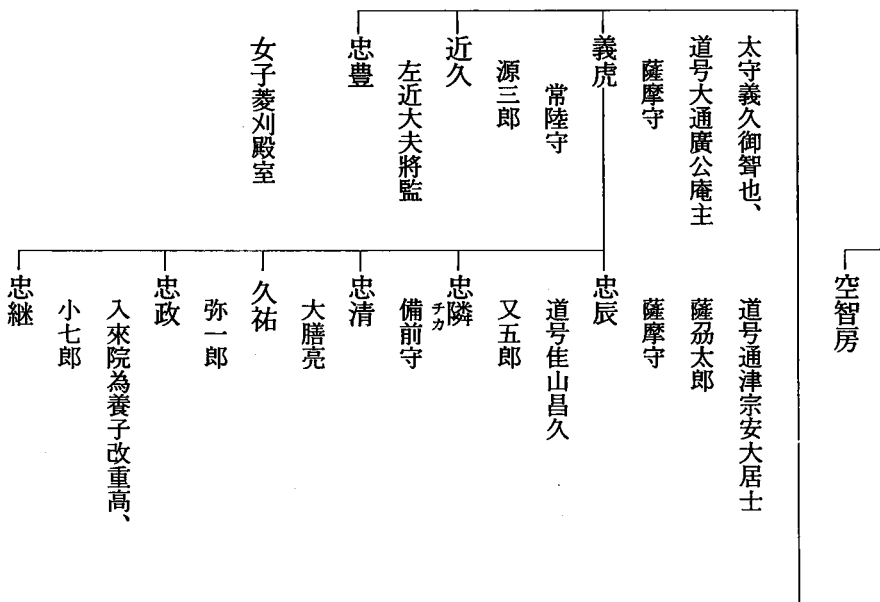 空智房
太守義久御聟也、
道号大通廣公庵主
薩摩守
義虎
常陸守
源三郎
近久
左近大夫將監
忠豊
女子菱刈殿室
道号通津宗安大居士
薩刕太郎
薩摩守
忠辰
道号隹山昌久
又五郎
忠隣
チカ
備前守
忠清
大膳亮
久祐
弥一郎
忠政
入來院為養子改重高、
小七郎
忠継